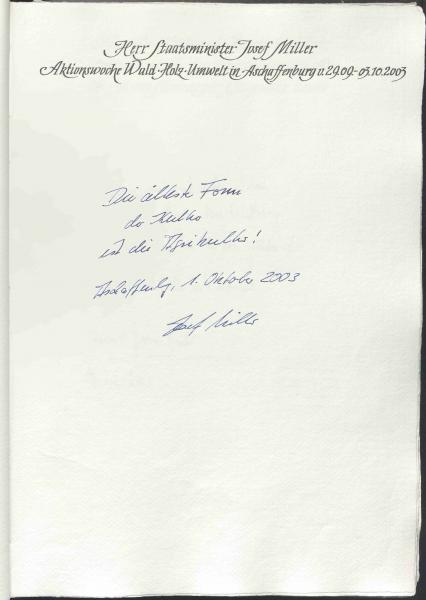 Herr Staatsminister Josef Miller
Aktionswoche Wald-Holz-Umwelt in Aschaffenburg v. 29.09.-05.10.2003
Die älteste Form
der Kultur
ist die Agrikultur!
Aschaffenburg, 1. Oktober 2003
Josef Miller